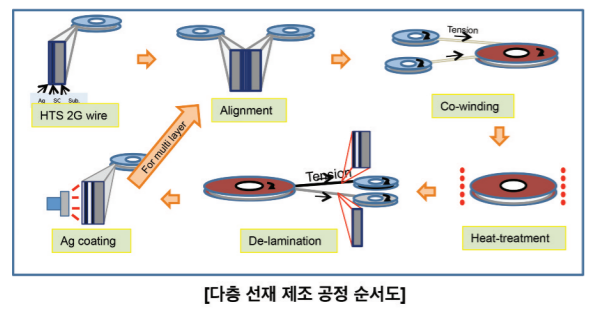 Ag SC Sub.
HTS 2G wire
Alignment
Tension
Co-winding
For multi layer
Tension
Ag coating
De-lamination
Heat-treatment
[다층 선재 제조 공정 순서도]